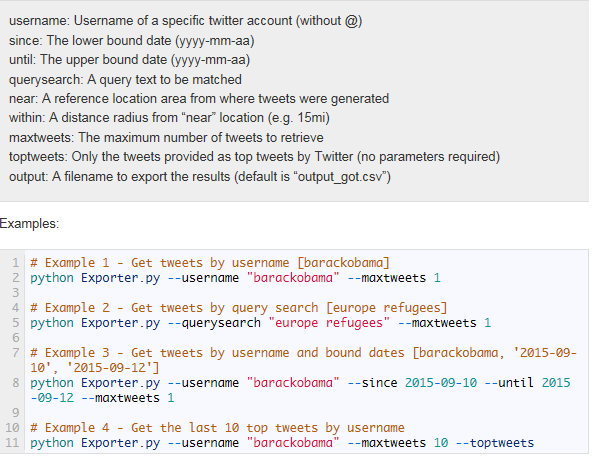 username: Username of a specific twitter account (without @)
since: The lower bound date (yyyy-mm-aa)
until: The upper bound date (yyyy-mm-aa)
querysearch: A query text to be matched
near: A reference location area from where tweets were generated
within: A distance radius from “near” location (e.g. 15mi)
maxtweets: The maximum number of tweets to retrieve
toptweets: Only the tweets provided as top tweets by Twitter (no parameters required)
output: A filename to export the results (default is “output_got.csv”)
Examples:
1 # Example 1 - Get tweets by username [barackobama]
2 python Exporter.py --username "barackobama" --maxtweets 1
3
4 # Example 2 - Get tweets by query search [europe refugees]
5 python Exporter.py --querysearch "europe refugees" --maxtweets 1
6
7 # Example 3 - Get tweets by username and bound dates [barackobama, '2015-09-
10', '2015-09-12']
8 python Exporter.py --username "barackobama" --since 2015-09-10 --until 2015
-09-12 --maxtweets 1
9
10 # Example 4 - Get the last 10 top tweets by username
11 python Exporter.py --username "barackobama" --maxtweets 10 --toptweets